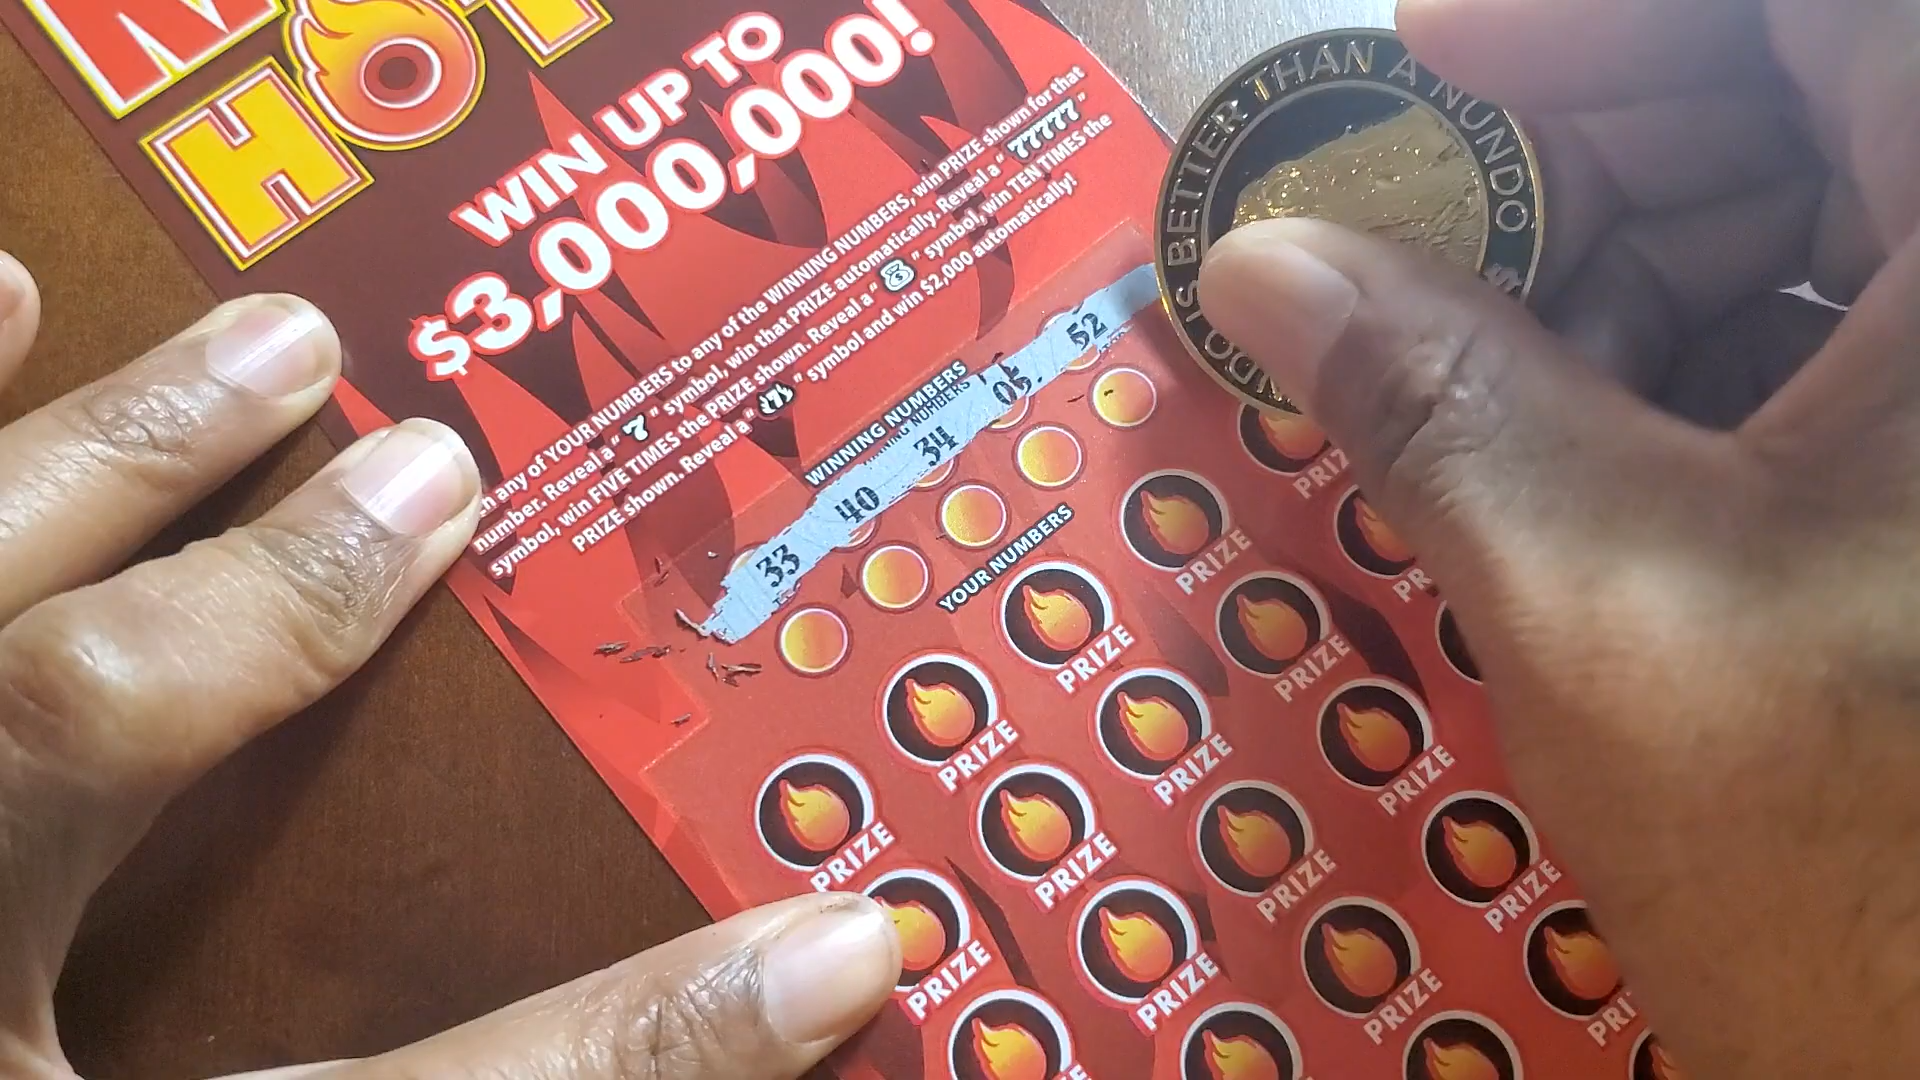 HOT
WIN UP TO
$3,000,000!
any of YOUR NUMBERS to any of the WINNING NUMBERS, win PRIZE shown for that
number. Reveal a "7" symbol, win that PRIZE automatically. Reveal a "77777"
symbol, win FIVE TIMES the PRIZE shown. Reveal a " " symbol, win TEN TIMES the
PRIZE shown. Reveal a " " symbol and win $2,000 automatically!
WINNING NUMBERS
33 40 34 52
YOUR NUMBERS
PRIZE
PRIZE
PRIZE
PRIZE
PRIZE
PRIZE
PRIZE
PRIZE
PRIZE
PRIZE
PRIZE
PRIZE
PRIZE
PRIZE
IS BETTER THAN A NUNDO